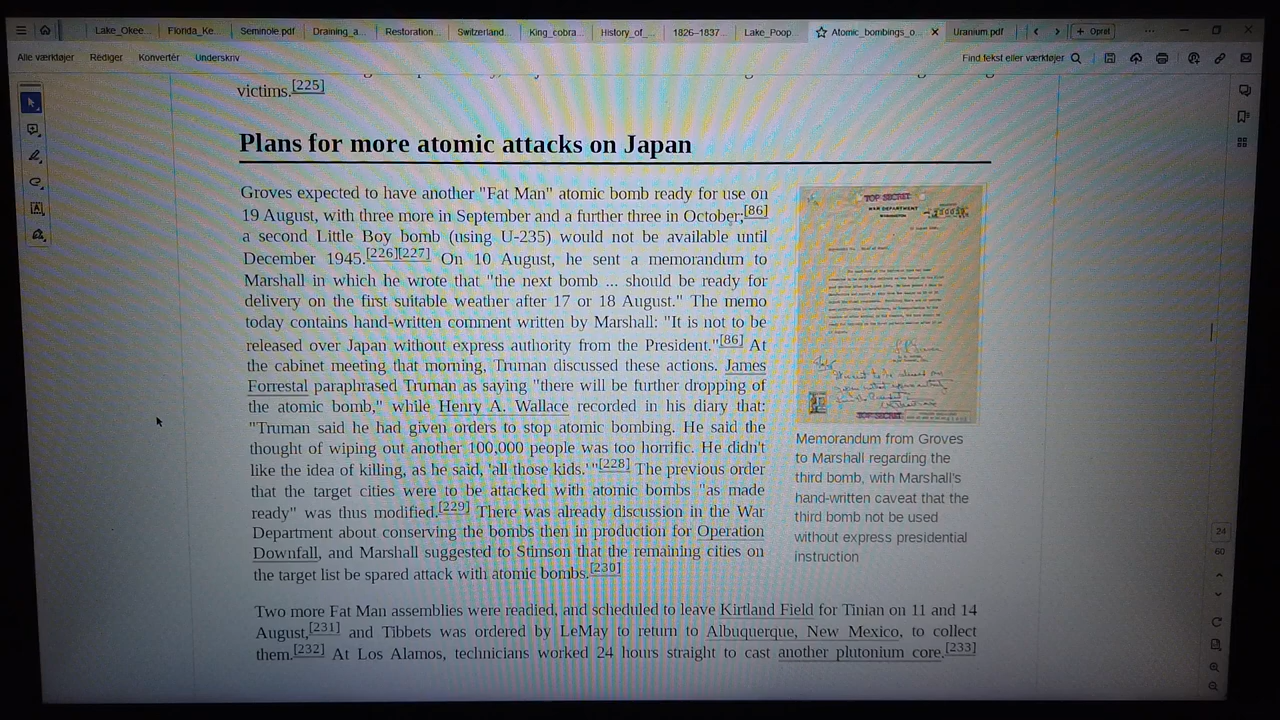 Lake_Okee...
Florida_Ke...
Seminole pdf
Draining_a...
Restoration...
Switzerland...
King_cobra...
History_of_...
1826–1837...
Lake_Poop...
Atomic_bombings_o...
Uranium.pdf
+ Opret
Alle værktøjer
Rediger
Konvertér
Underskriv
Find tekst eller værktøjer
victims.[225]
Plans for more atomic attacks on Japan
Groves expected to have another "Fat Man" atomic bomb ready for use on
19 August, with three more in September and a further three in October;[86]
a second Little Boy bomb (using U-235) would not be available until
December 1945.[226][227] On 10 August, he sent a memorandum to
Marshall in which he wrote that "the next bomb ... should be ready for
delivery on the first suitable weather after 17 or 18 August." The memo
today contains hand-written comment written by Marshall: "It is not to be
released over Japan without express authority from the President."[86] At
the cabinet meeting that morning, Truman discussed these actions. James
Forrestal paraphrased Truman as saying "there will be further dropping of
the atomic bomb," while Henry A. Wallace recorded in his diary that:
"Truman said he had given orders to stop atomic bombing. He said the
thought of wiping out another 100,000 people was too horrific. He didn't
like the idea of killing, as he said, 'all those kids.'"[228] The previous order
that the target cities were to be attacked with atomic bombs "as made
ready" was thus modified.[229] There was already discussion in the War
Department about conserving the bombs then in production for Operation
Downfall, and Marshall suggested to Stimson that the remaining cities on
the target list be spared attack with atomic bombs.[230]
TOP SECRET
WAR DEPARTMENT
WASHINGTON
TOP SECRET
Memorandum from Groves
to Marshall regarding the
third bomb, with Marshall's
hand-written caveat that the
third bomb not be used
without express presidential
instruction
Two more Fat Man assemblies were readied, and scheduled to leave Kirtland Field for Tinian on 11 and 14
August,[231] and Tibbets was ordered by LeMay to return to Albuquerque, New Mexico, to collect
them.[232] At Los Alamos, technicians worked 24 hours straight to cast another plutonium core.[233]
24
60